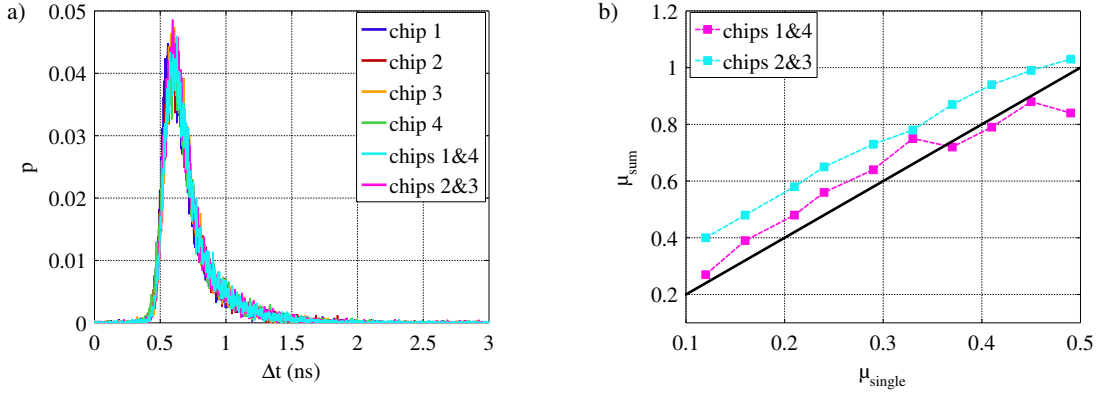 a)
0.05
0.04
0.03
0.02
0.01
0
p
chip 1
chip 2
chip 3
chip 4
chips 1&4
chips 2&3
0 0.5 1 1.5 2 2.5 3
Δt (ns)
b)
1.2
1
0.8
0.6
0.4
0.2
μsum
chips 1&4
chips 2&3
0.1 0.2 0.3 0.4 0.5
μsingle